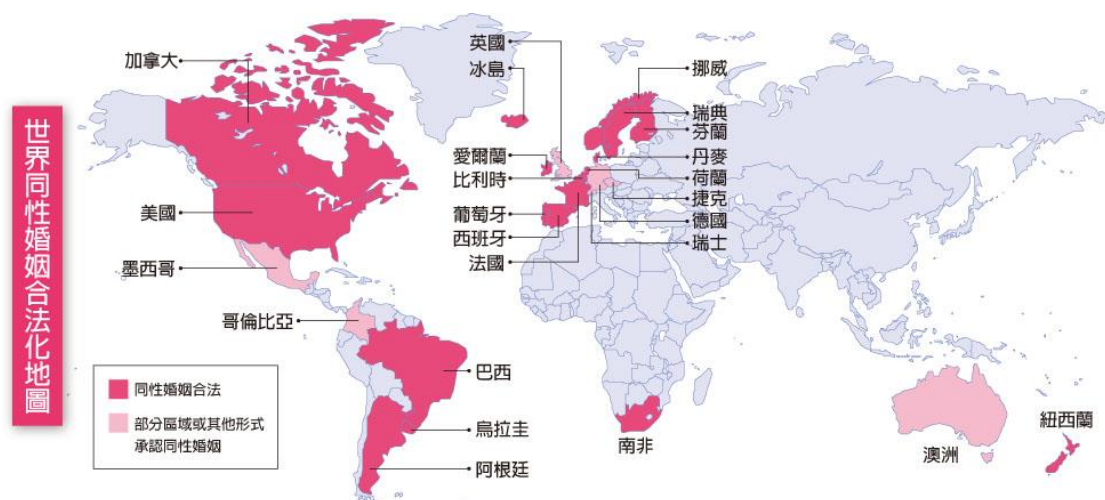 世界同性婚姻合法化地圖
加拿大
美國
墨西哥
哥倫比亞
巴西
烏拉圭
阿根廷
英國
冰島
愛爾蘭
比利時
葡萄牙
西班牙
法國
挪威
瑞典
芬蘭
丹麥
荷蘭
捷克
德國
瑞士
南非
澳洲
紐西蘭
同性婚姻合法
部分區域或其他形式
承認同性婚姻